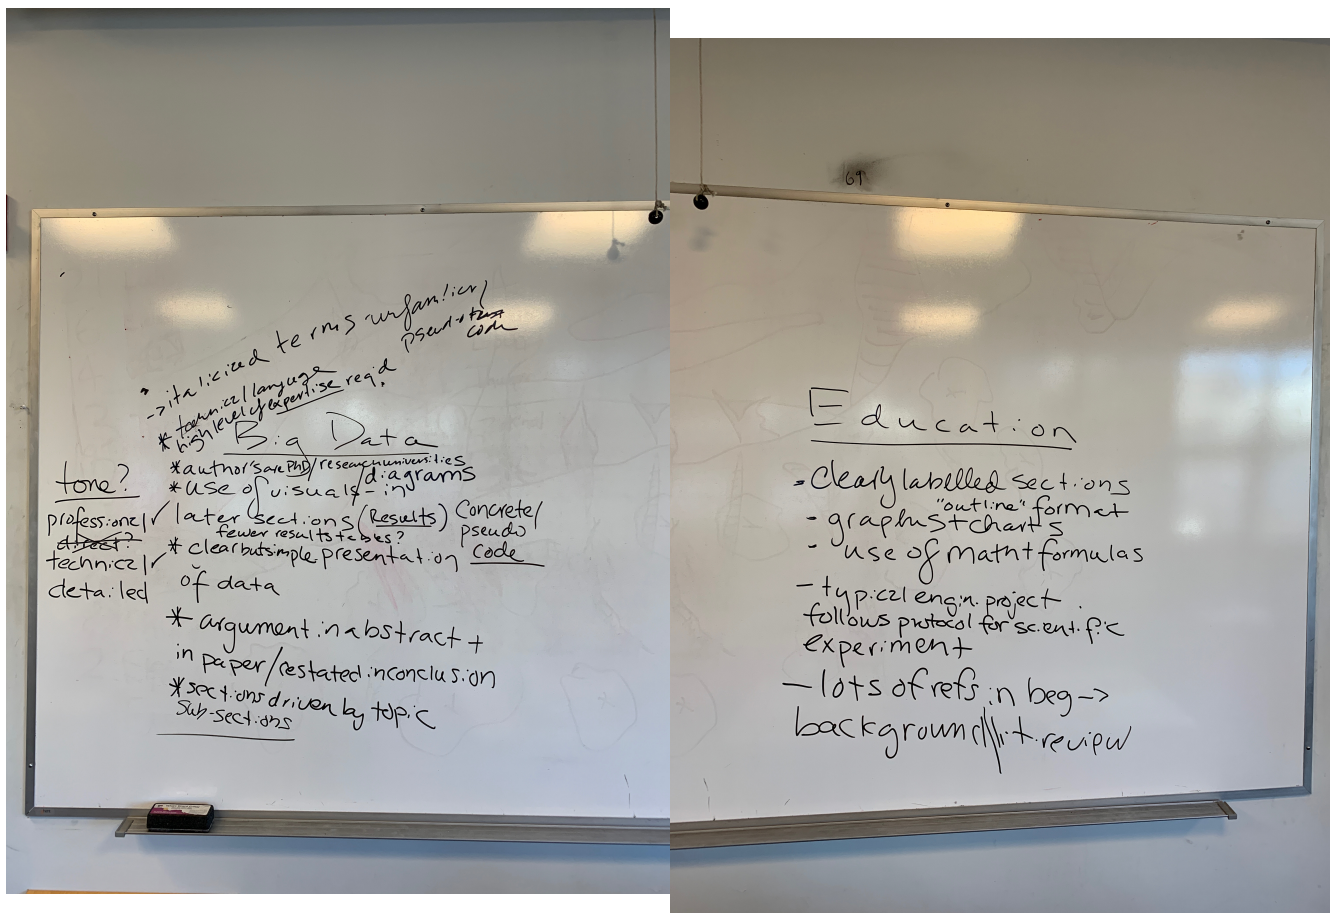 -> italicized terms unfamiliar/
pseudo
code
* technical language
high level of expertise req'd
Big Data
* author's are PhD/research universities
* use of visuals/diagrams - in
later sections (Results)
fewer results tables?
Concrete/
pseudo
code
* clear but simple presentation
of data
* argument in abstract +
in paper/restated in conclusion
* sections driven by topic
sub-sections
tone?
professional ✓
direct?
technical ✓
detailed
61
Education
- clearly labelled sections
"outline" format
- graphs + charts
- use of math + formulas
- typical engin. project
follows protocol for scientific
experiment
- lots of refs in beg ->
background/lit. review